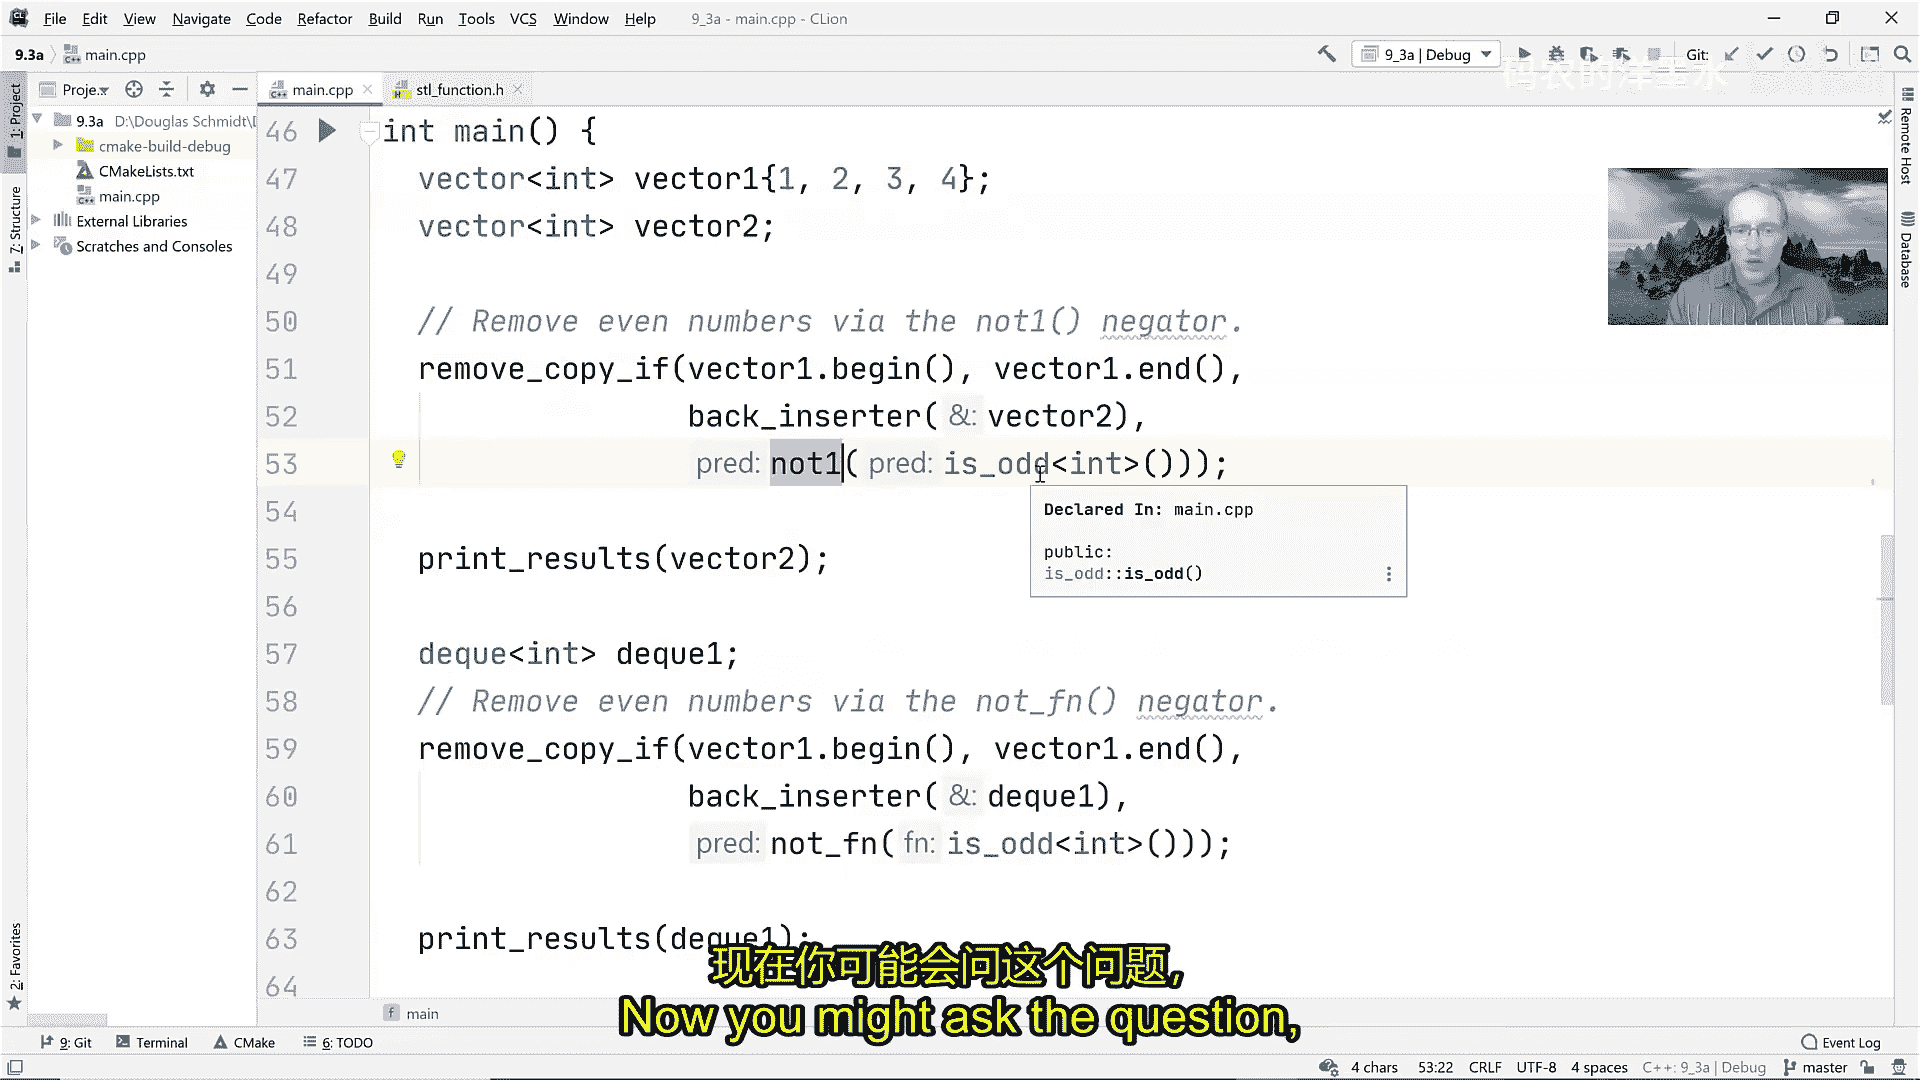 File Edit View Navigate Code Refactor Build Run Tools VCS Window Help 9_3a - main.cpp - CLion
9.3a main.cpp 9_3a | Debug Git:
码农的洋墨水
1: Project
Proje.. main.cpp stl_function.h
9.3a D:\Douglas Schmidt\
cmake-build-debug
CMakeLists.txt
main.cpp
External Libraries
Scratches and Consoles
7: Structure
2: Favorites
Remote Host
Database
46 int main() {
47 vector<int> vector1{1, 2, 3, 4};
48 vector<int> vector2;
49
50 // Remove even numbers via the not1() negator.
51 remove_copy_if(vector1.begin(), vector1.end(),
52 back_inserter( &: vector2),
53 pred: not1( pred: is_odd<int>()));
Declared In: main.cpp
public:
is_odd::is_odd()
54
55 print_results(vector2);
56
57 deque<int> deque1;
58 // Remove even numbers via the not_fn() negator.
59 remove_copy_if(vector1.begin(), vector1.end(),
60 back_inserter( &: deque1),
61 pred: not_fn( fn: is_odd<int>()));
62
63 print_results(deque1);
64
现在你可能会问这个问题,
Now you might ask the question,
f main
9: Git Terminal CMake 6: TODO Event Log
4 chars 53:22 CRLF UTF-8 4 spaces C++: 9_3a | Debug master